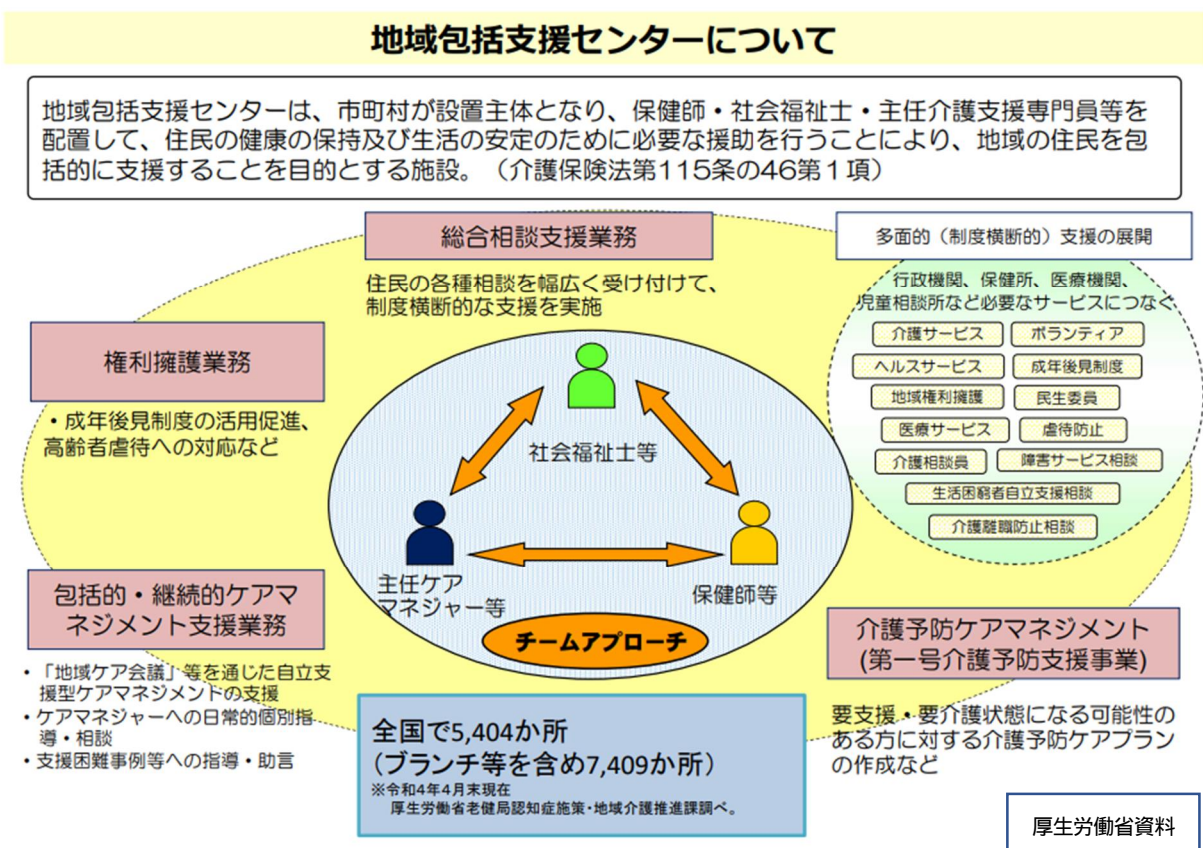 地域包括支援センターについて
地域包括支援センターは、市町村が設置主体となり、保健師・社会福祉士・主任介護支援専門員等を
配置して、住民の健康の保持及び生活の安定のために必要な援助を行うことにより、地域の住民を包
括的に支援することを目的とする施設。（介護保険法第115条の46第１項）
総合相談支援業務
住民の各種相談を幅広く受け付けて、
制度横断的な支援を実施
多面的（制度横断的）支援の展開
行政機関、保健所、医療機関、
児童相談所など必要なサービスにつなぐ
介護サービス
ボランティア
ヘルスサービス
成年後見制度
地域権利擁護
民生委員
医療サービス
虐待防止
介護相談員
障害サービス相談
生活困窮者自立支援相談
介護離職防止相談
権利擁護業務
・成年後見制度の活用促進、
高齢者虐待への対応など
社会福祉士等
主任ケア
マネジャー等
保健師等
チームアプローチ
包括的・継続的ケアマ
ネジメント支援業務
・「地域ケア会議」等を通じた自立支
援型ケアマネジメントの支援
・ケアマネジャーへの日常的個別指
導・相談
・支援困難事例等への指導・助言
介護予防ケアマネジメント
(第一号介護予防支援事業)
要支援・要介護状態になる可能性の
ある方に対する介護予防ケアプラン
の作成など
全国で5,404か所
（ブランチ等を含め7,409か所）
※令和4年4月末現在
厚生労働省老健局認知症施策・地域介護推進課調べ。
厚生労働省資料